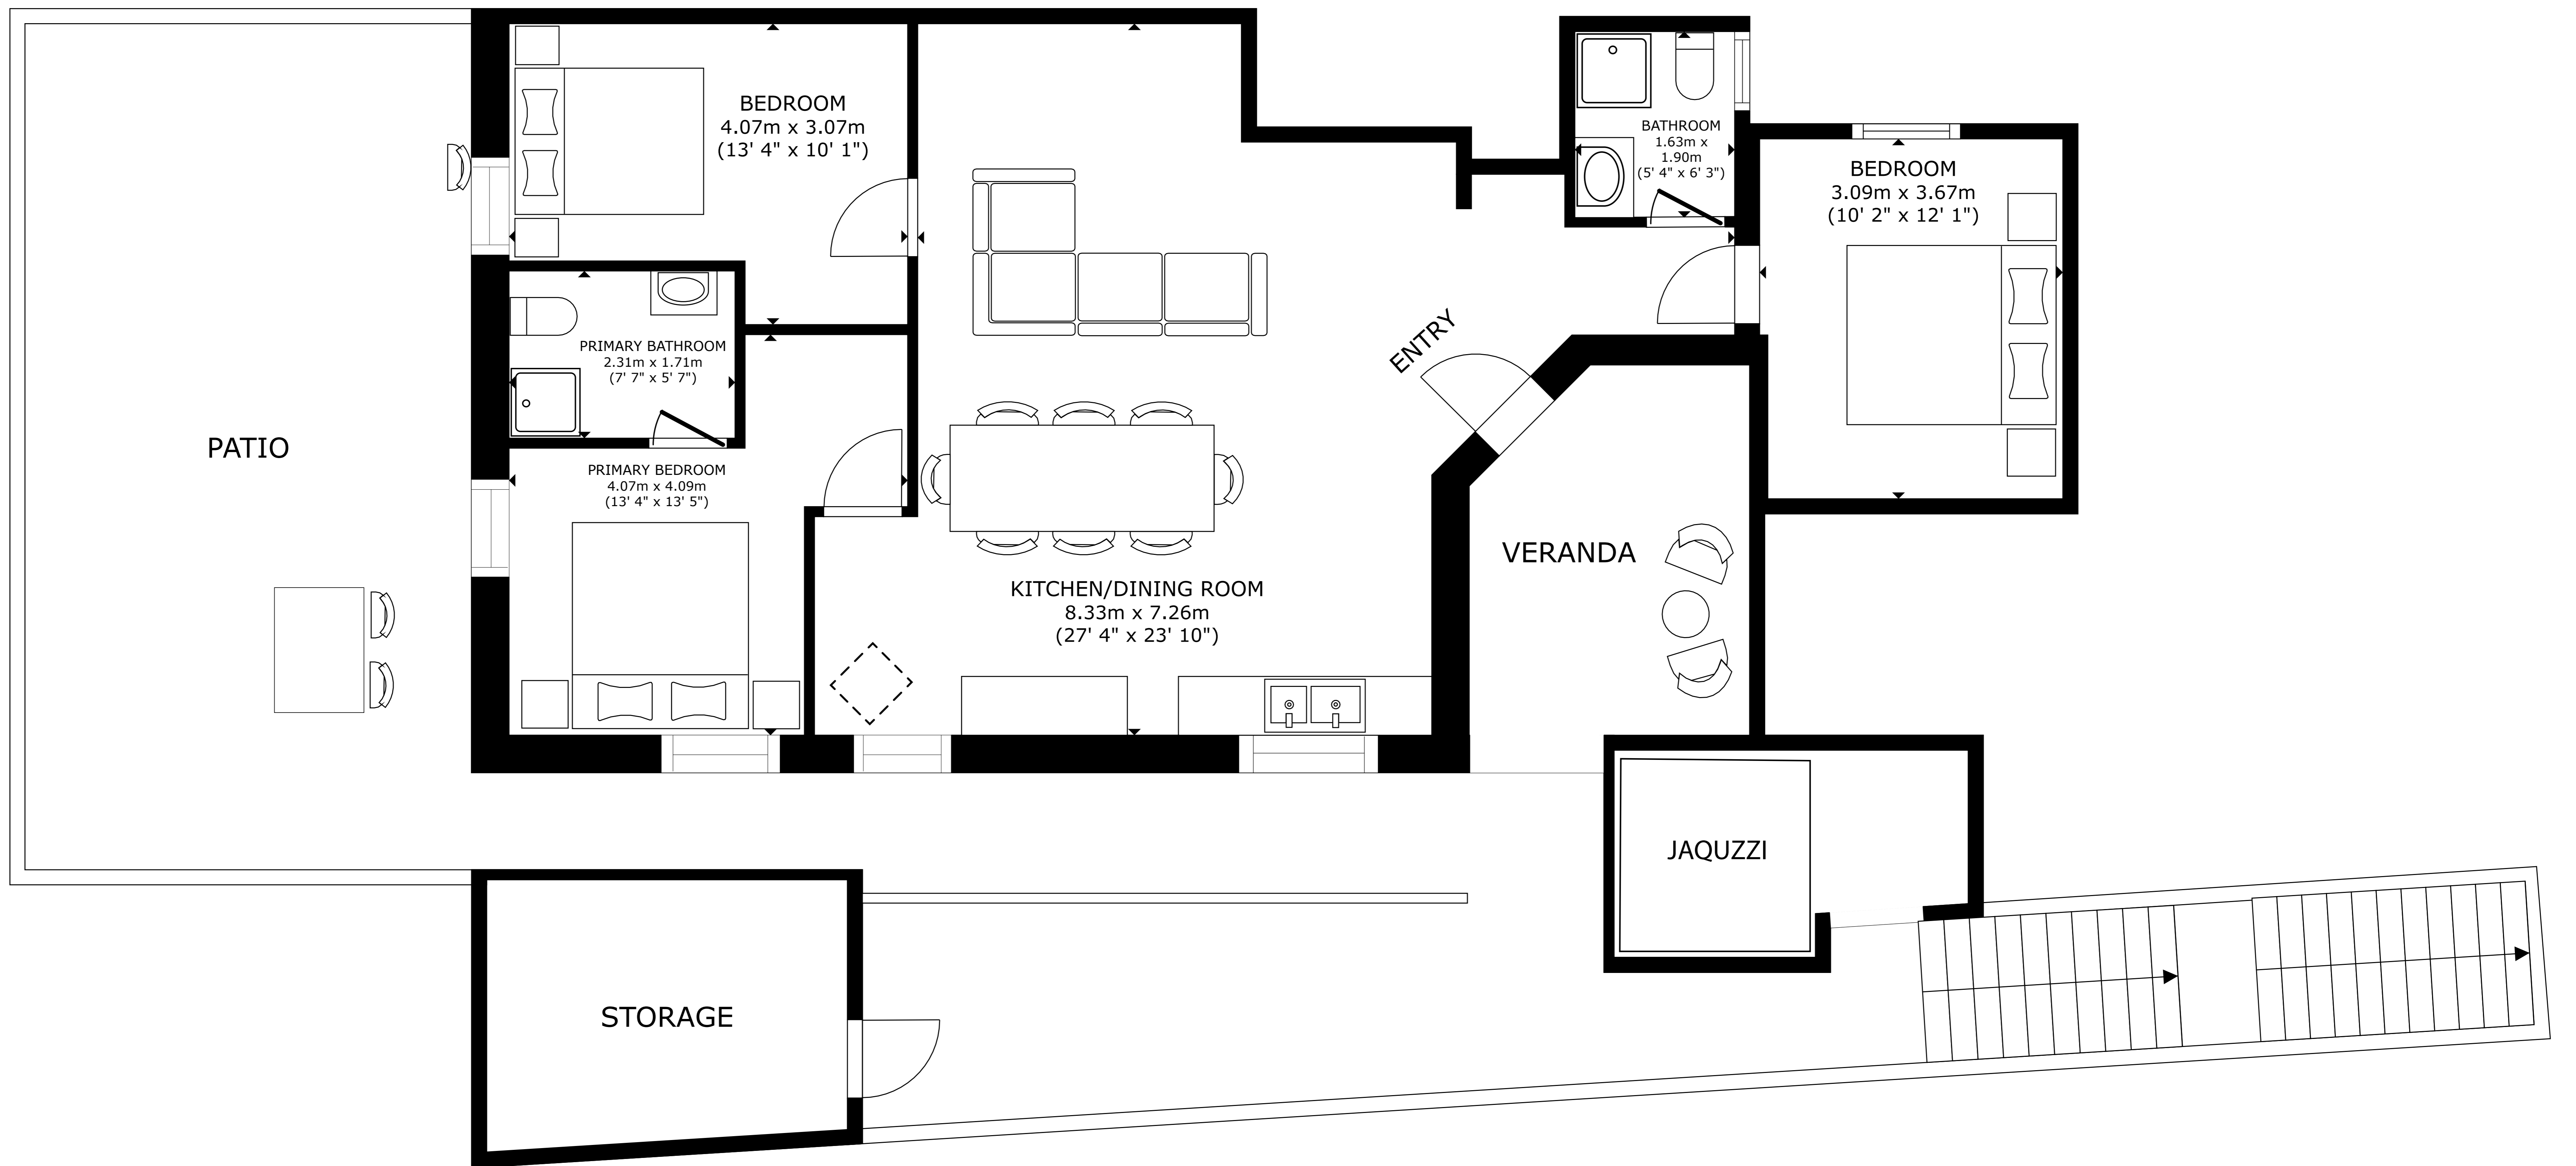 BEDROOM
4.07m x 3.07m
(13' 4" x 10' 1")
BATHROOM
1.63m x
1.90m
(5' 4" x 6' 3")
BEDROOM
3.09m x 3.67m
(10' 2" x 12' 1")
ENTRY
PRIMARY BATHROOM
2.31m x 1.71m
(7' 7" x 5' 7")
PATIO
PRIMARY BEDROOM
4.07m x 4.09m
(13' 4" x 13' 5")
VERANDA
KITCHEN/DINING ROOM
8.33m x 7.26m
(27' 4" x 23' 10")
JAQUZZI
STORAGE